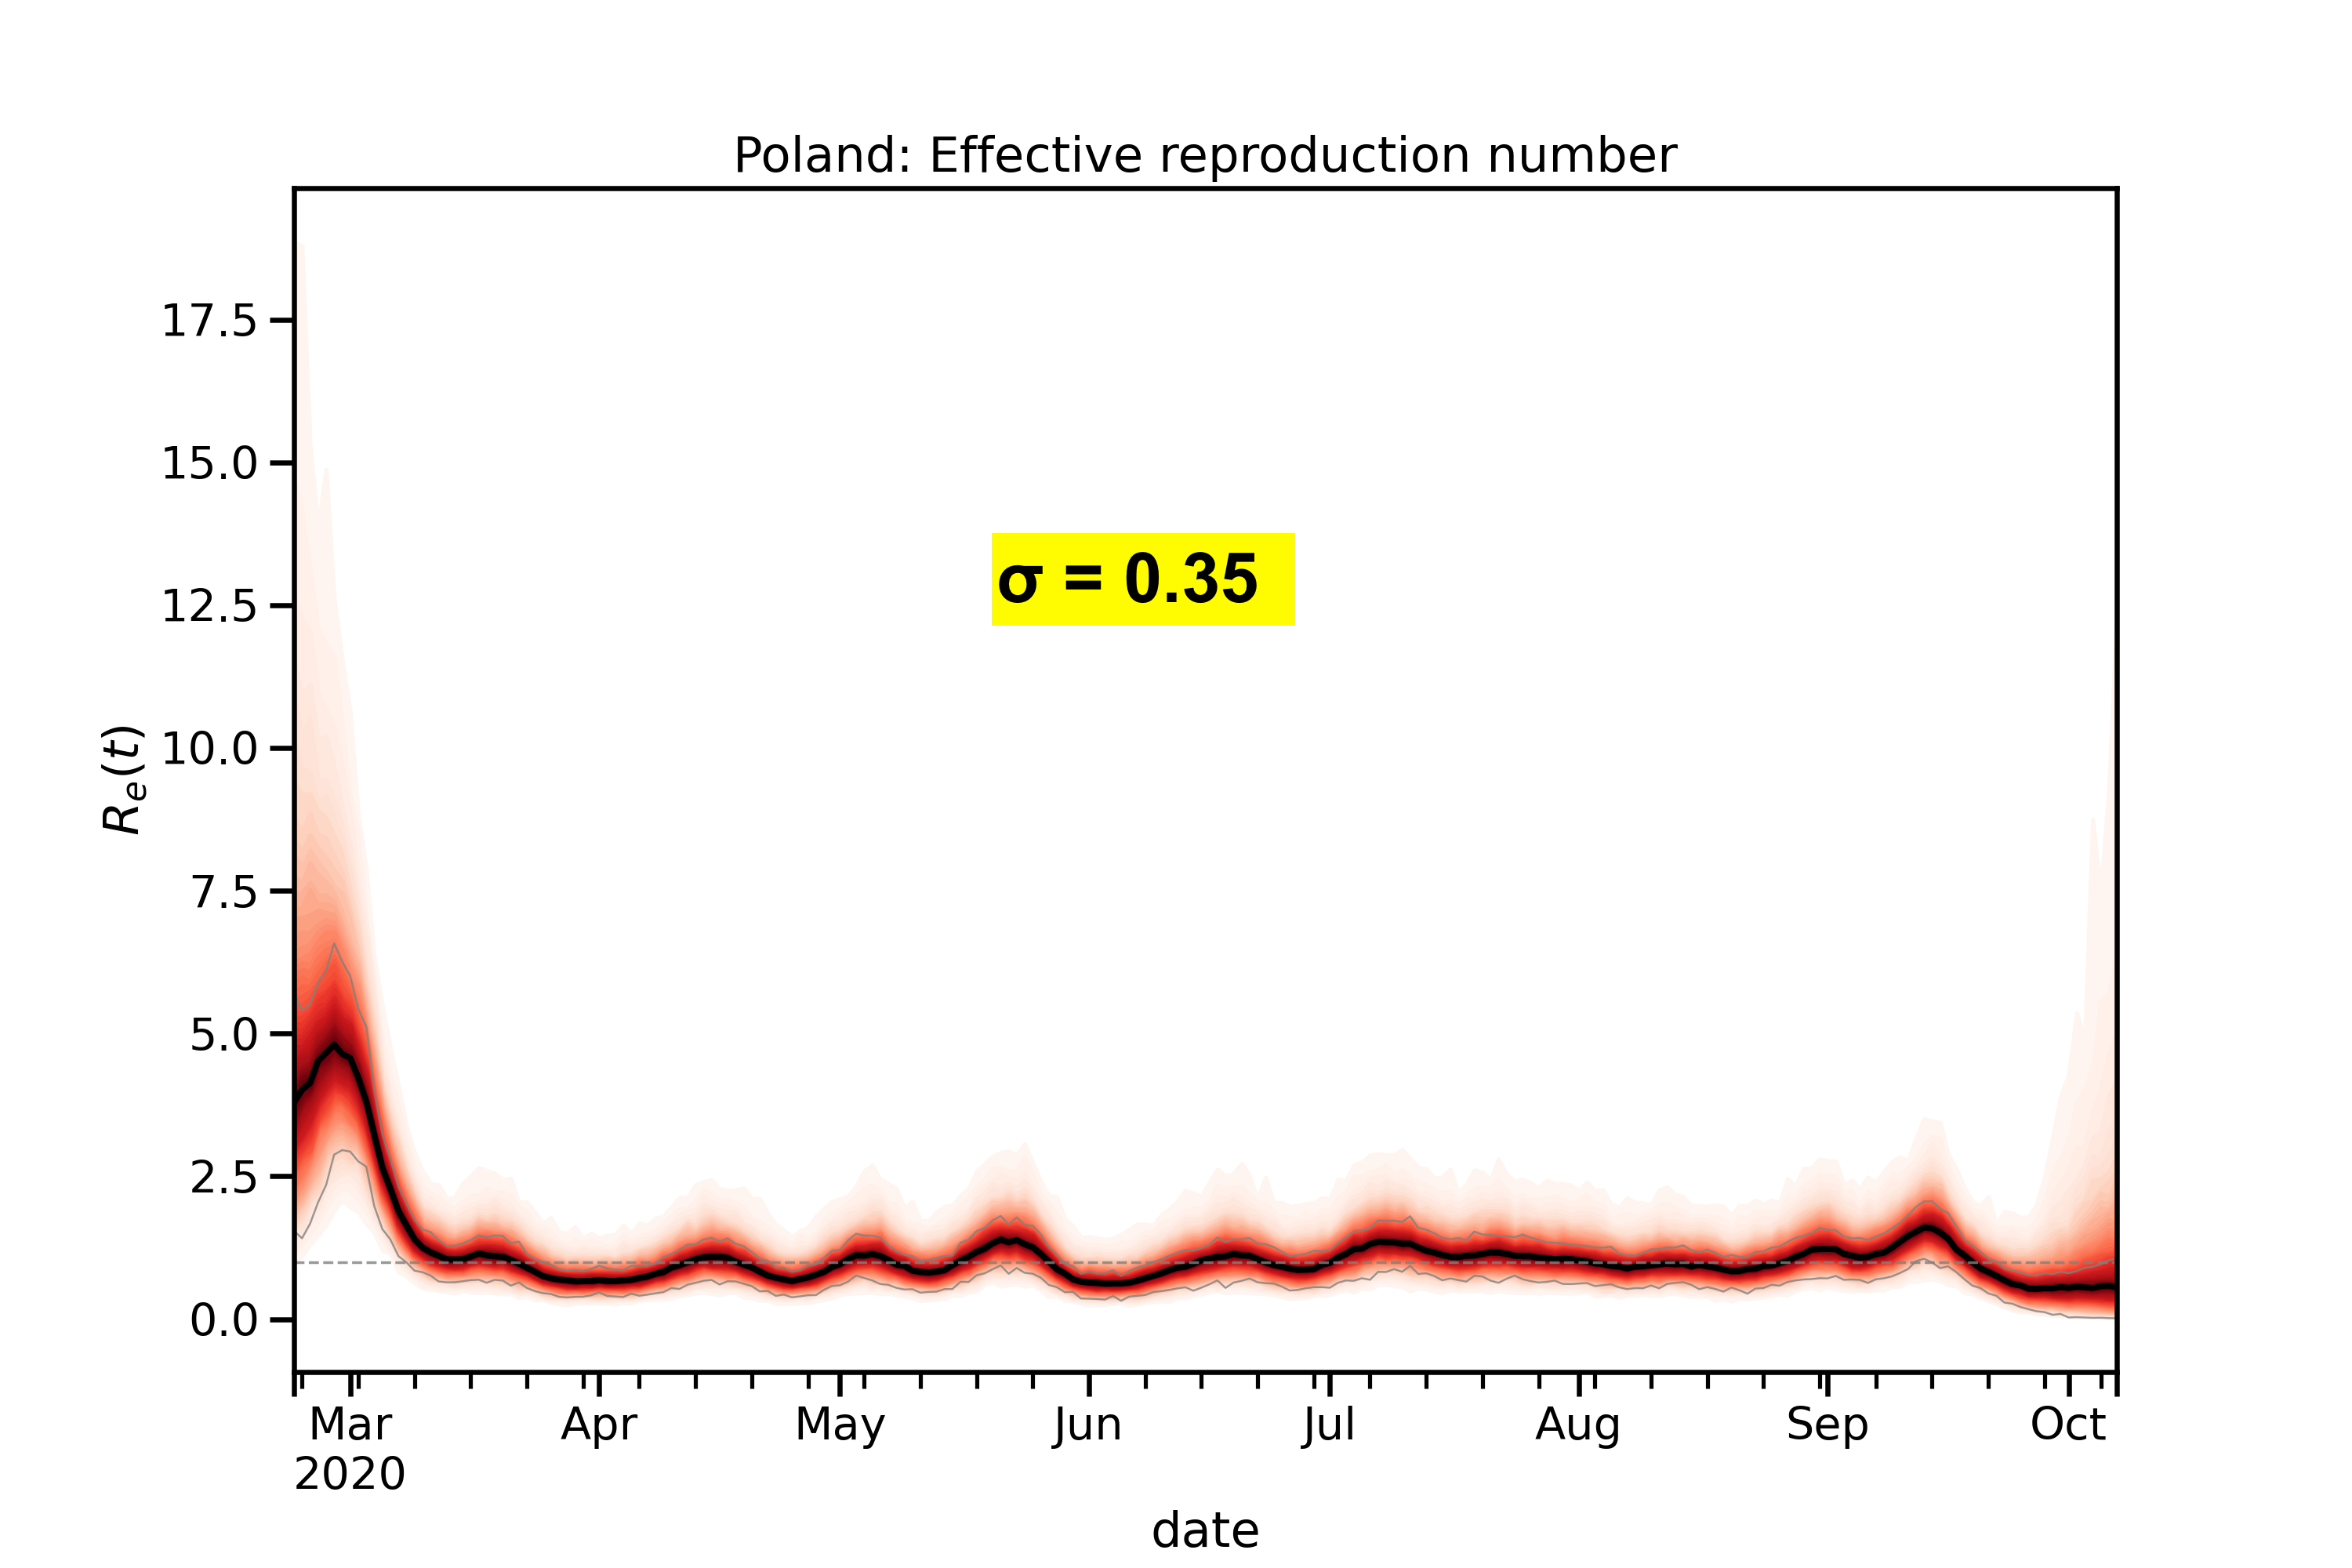 Poland: Effective reproduction number
σ = 0.35
R_e(t)
17.5
15.0
12.5
10.0
7.5
5.0
2.5
0.0
Mar Apr May Jun Jul Aug Sep Oct
2020
date